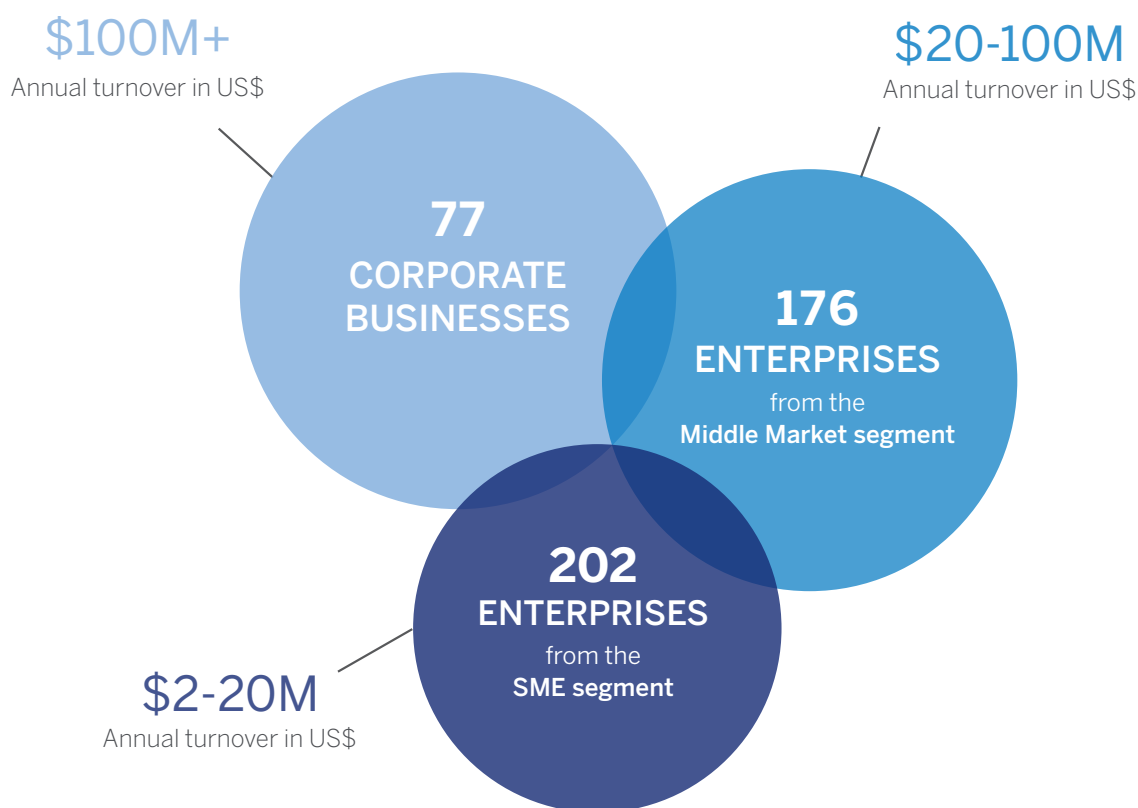 $100M+
Annual turnover in US$
$20-100M
Annual turnover in US$
77
CORPORATE
BUSINESSES
176
ENTERPRISES
from the
Middle Market segment
202
ENTERPRISES
from the
SME segment
$2-20M
Annual turnover in US$